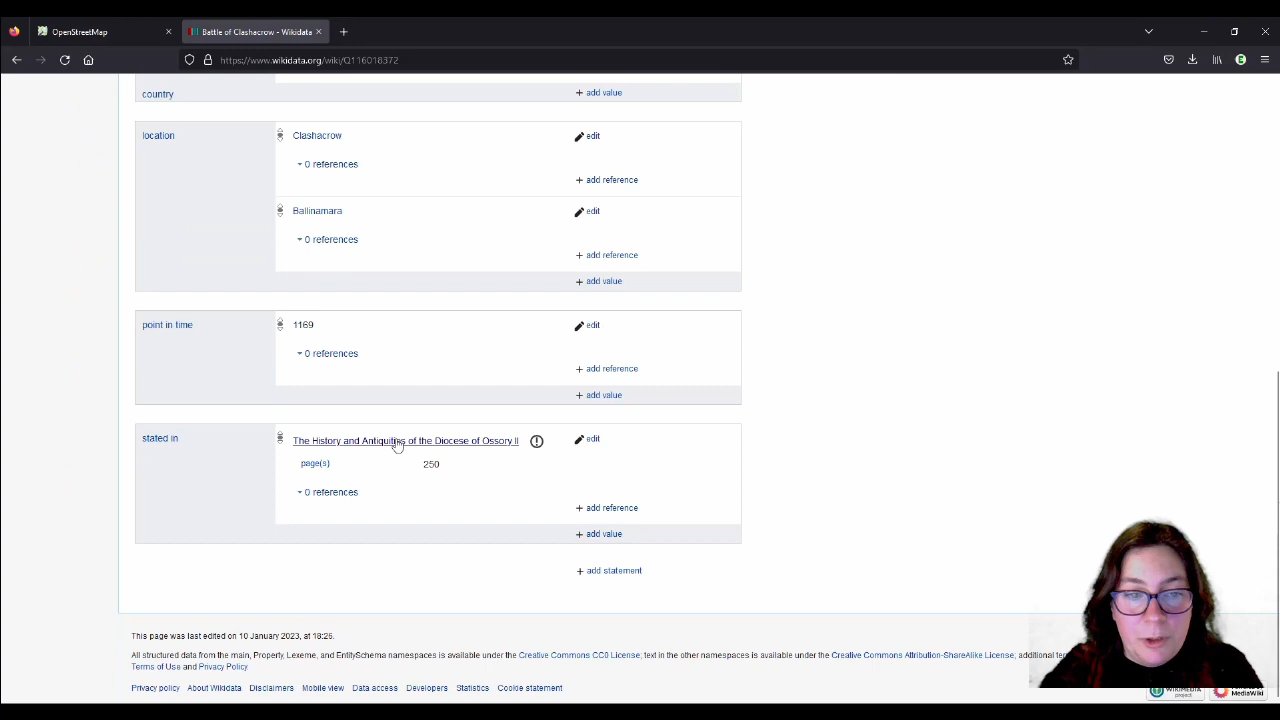 OpenStreetMap
Battle of Clashacrow - Wikidata
https://www.wikidata.org/wiki/Q116018372
country
+ add value
location
Clashacrow
edit
0 references
+ add reference
Ballinamara
edit
0 references
+ add reference
+ add value
point in time
1169
edit
0 references
+ add reference
+ add value
stated in
The History and Antiquities of the Diocese of Ossory II
edit
page(s)
250
0 references
+ add reference
+ add value
+ add statement
This page was last edited on 10 January 2023, at 18:26.
All structured data from the main, Property, Lexeme, and EntitySchema namespaces is available under the Creative Commons CC0 License; text in the other namespaces is available under the Creative Commons Attribution-ShareAlike License; additional
Terms of Use and Privacy Policy.
Privacy policy About Wikidata Disclaimers Mobile view Data access Developers Statistics Cookie statement
WIKIMEDIA
project
MediaWiki